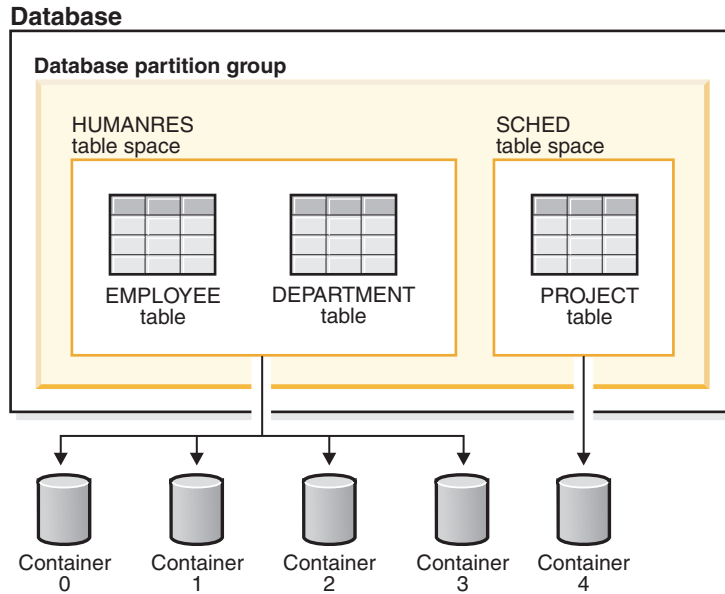 Database
Database partition group
HUMANRES
table space
SCHED
table space
EMPLOYEE
table
DEPARTMENT
table
PROJECT
table
Container
0
Container
1
Container
2
Container
3
Container
4